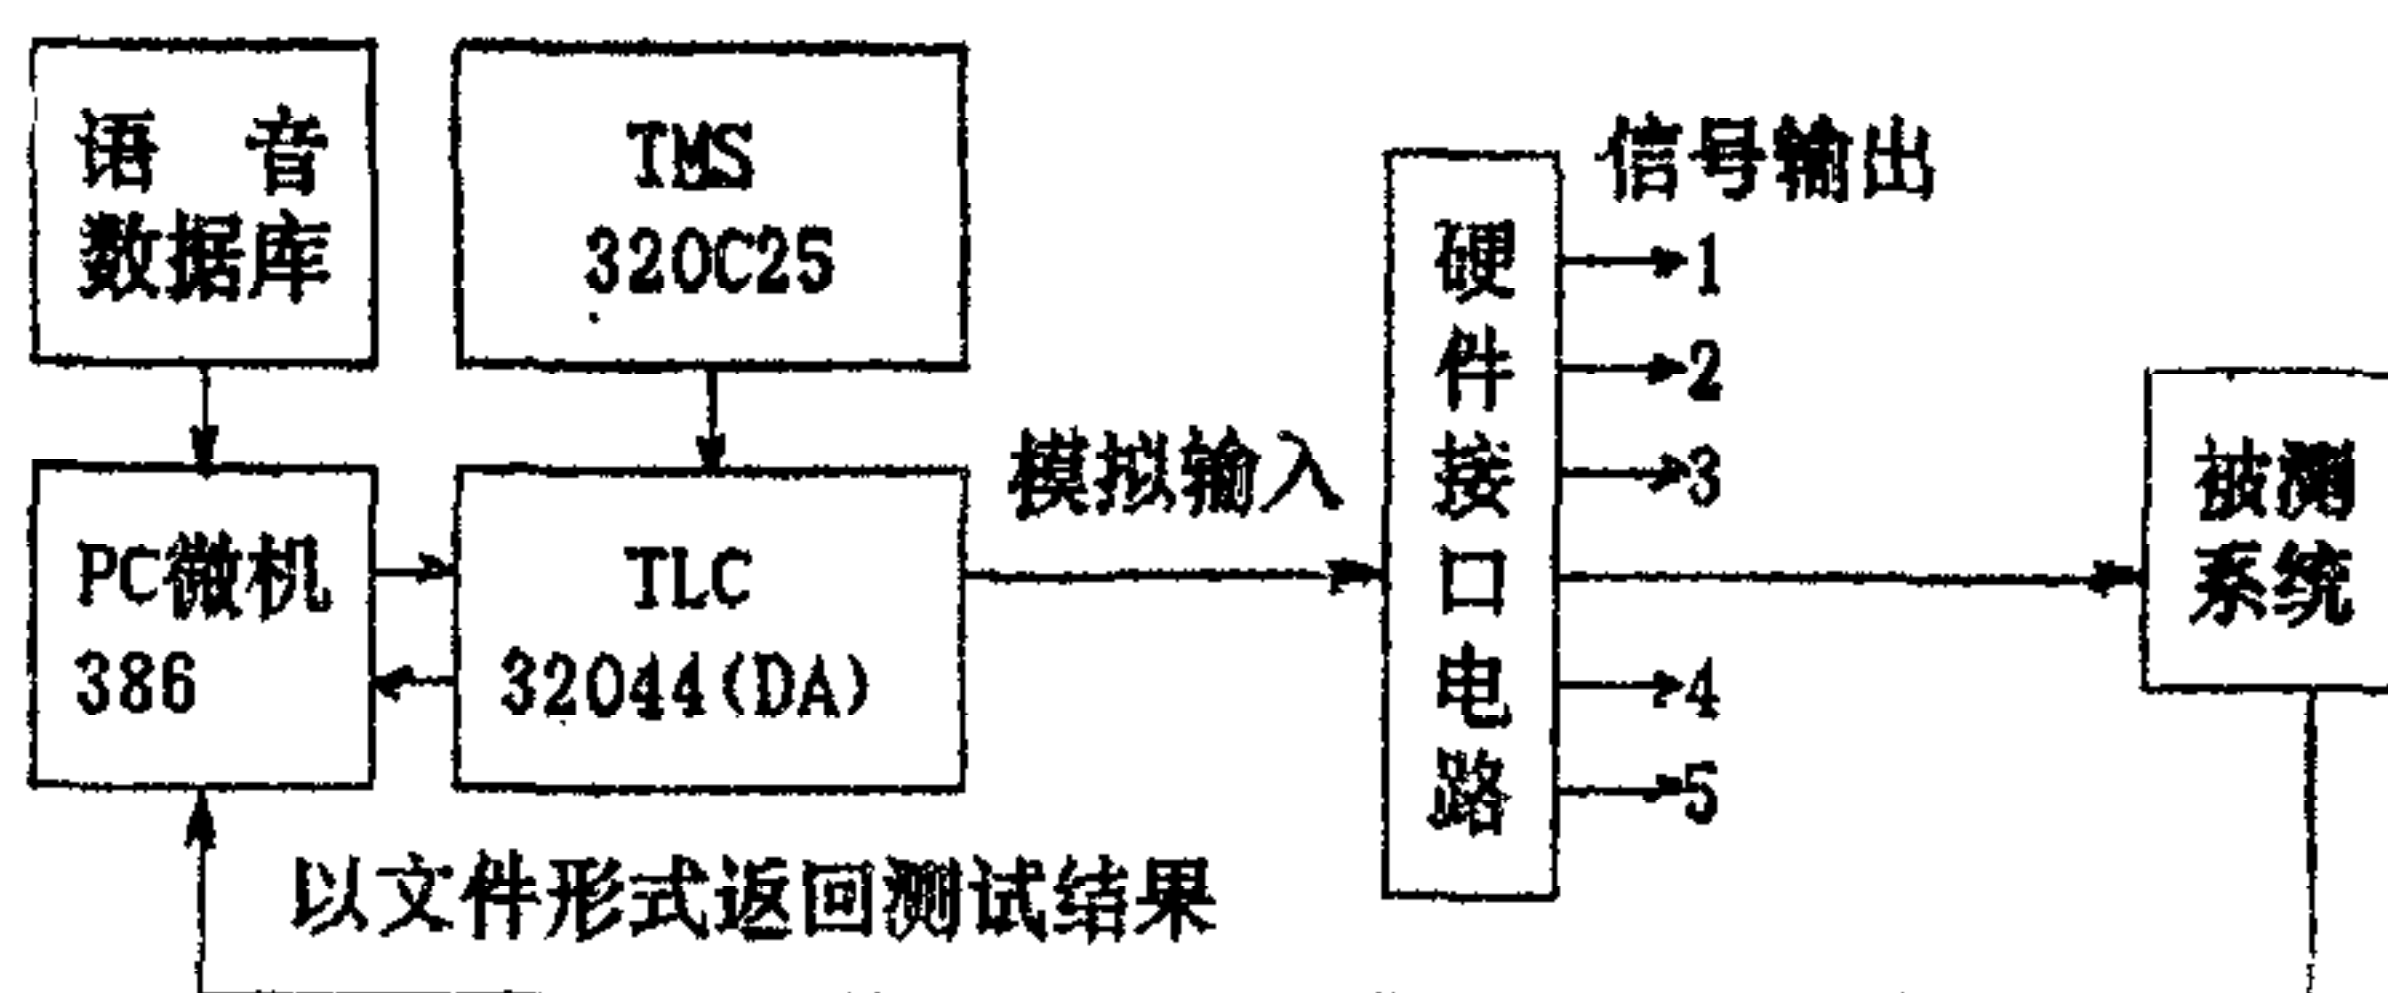 语 音
数据库
TMS
320C25
PC微机
386
TLC
32044(DA)
模拟输入
硬
件
接
口
电
路
信号输出
1
2
3
4
5
被测
系统
以文件形式返回测试结果